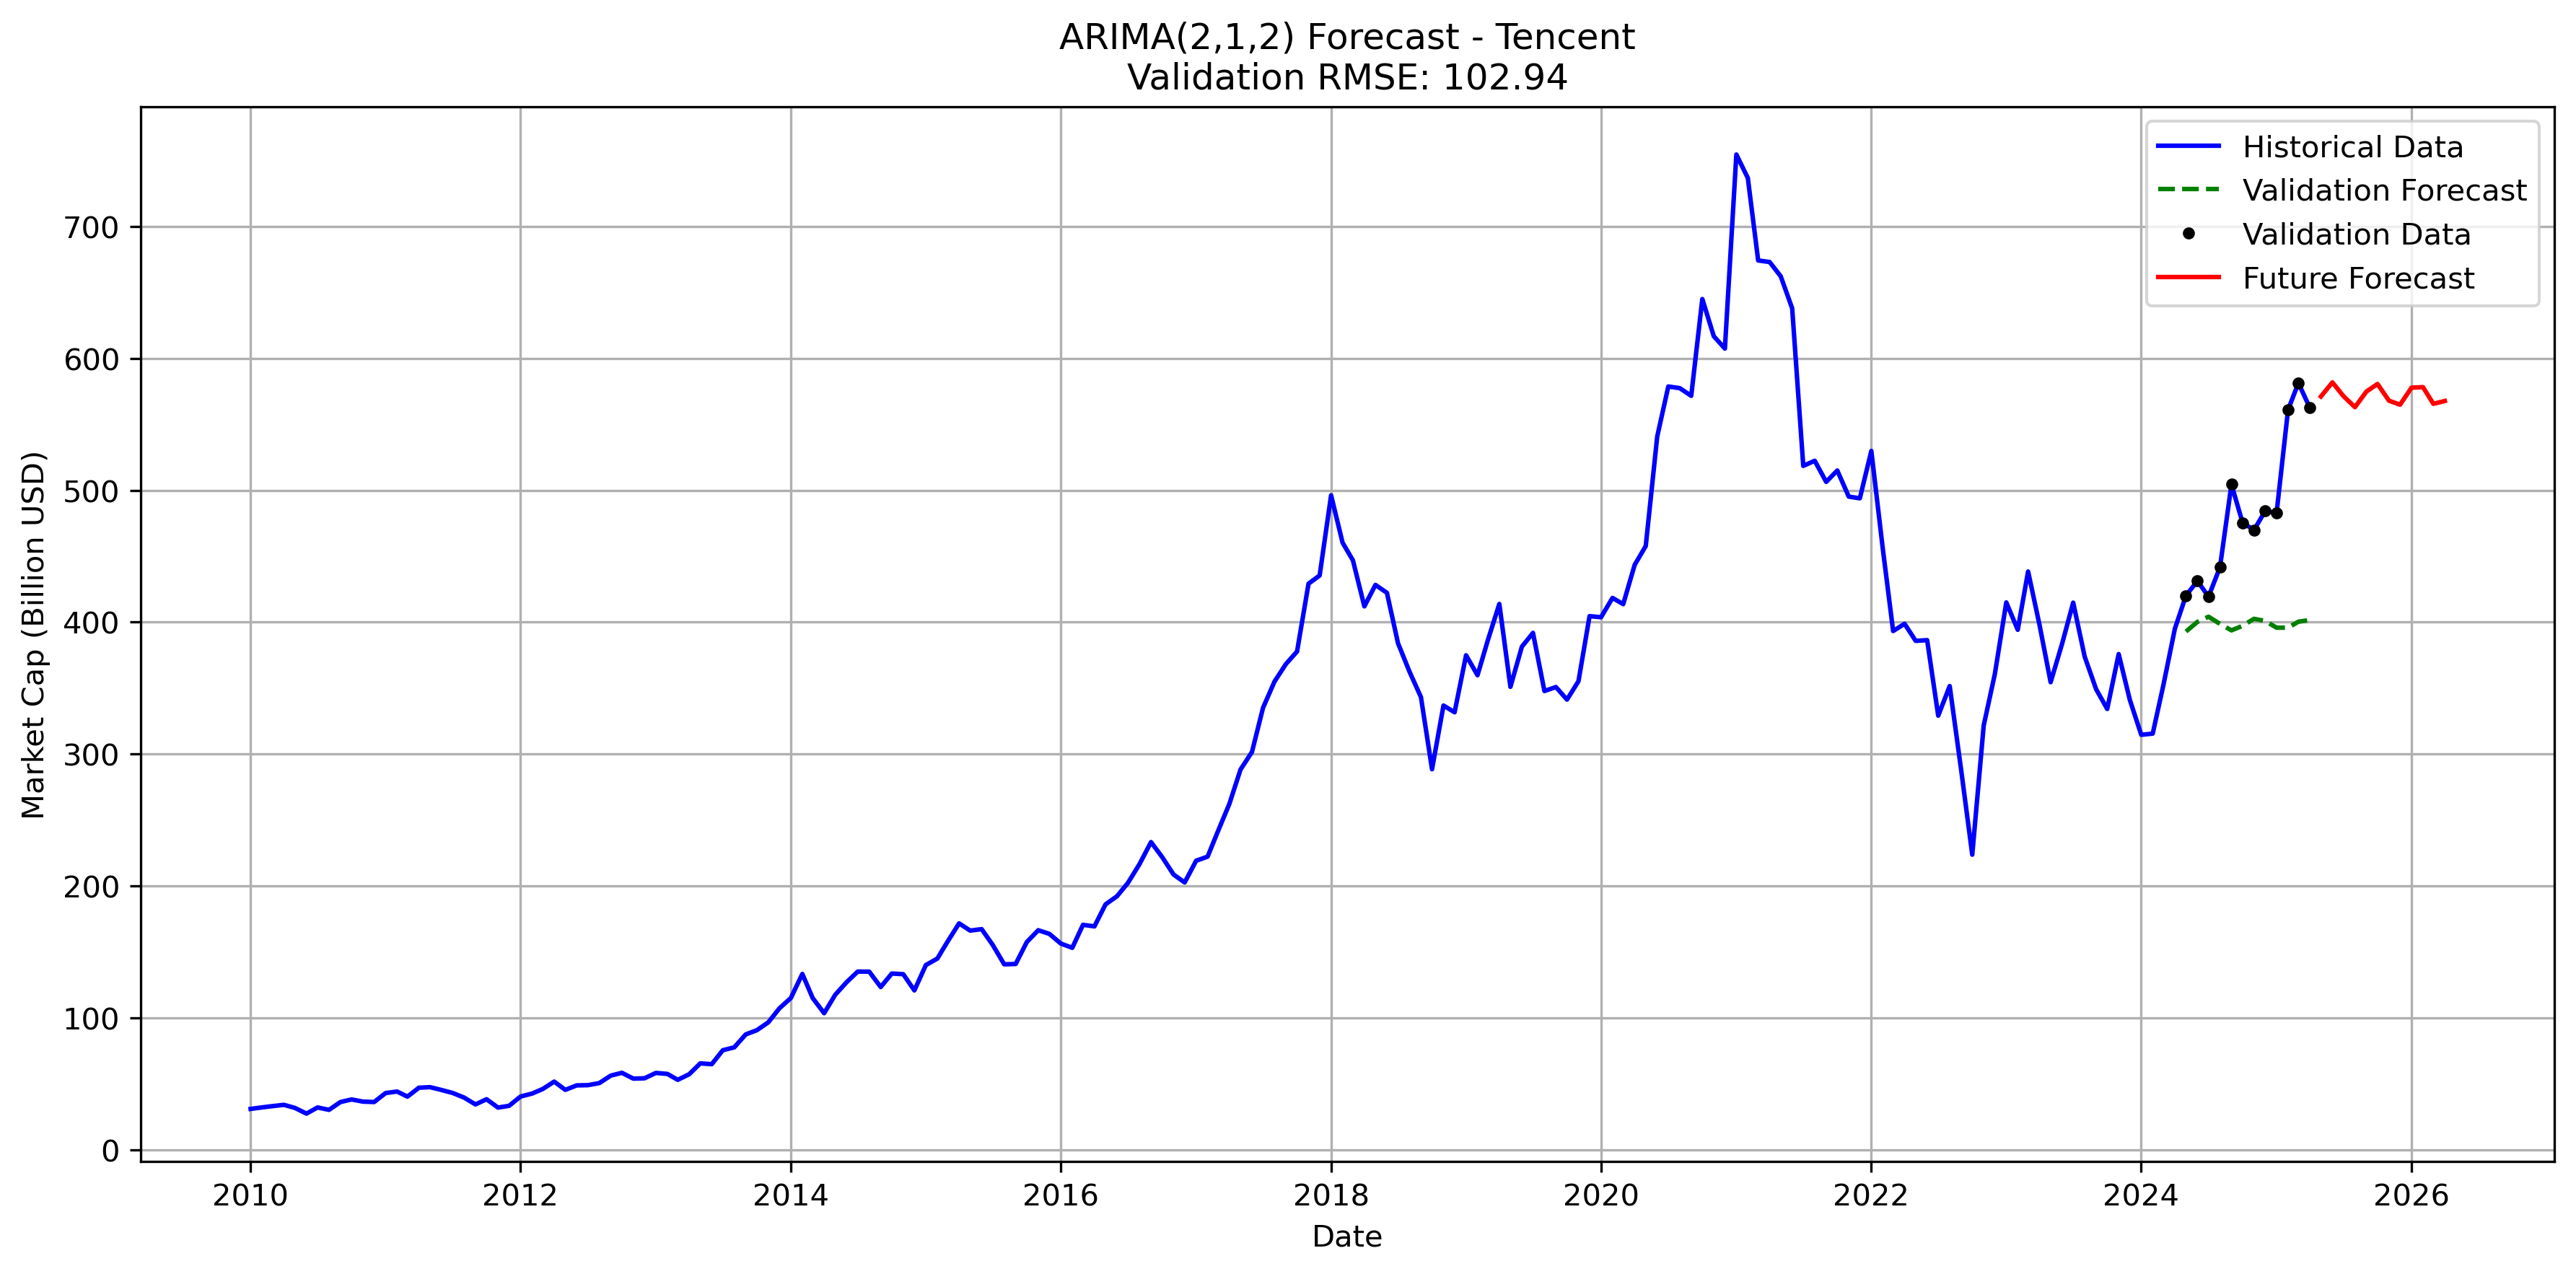 ARIMA(2,1,2) Forecast - Tencent
Validation RMSE: 102.94
Historical Data
Validation Forecast
Validation Data
Future Forecast
Market Cap (Billion USD)
700
600
500
400
300
200
100
0
2010 2012 2014 2016 2018 2020 2022 2024 2026
Date